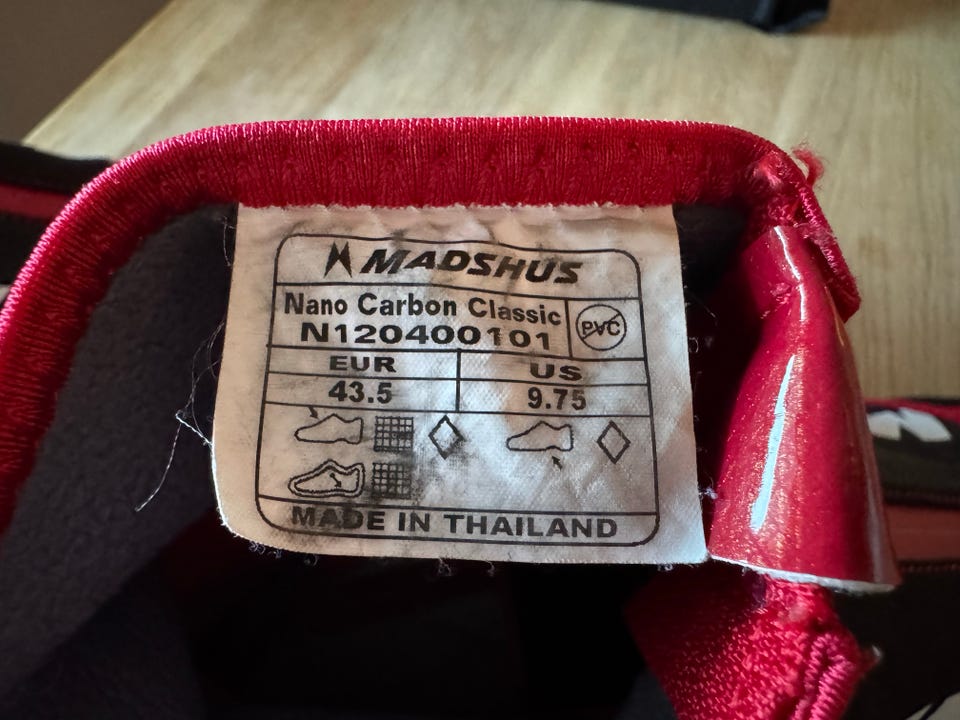 MADSHUS
Nano Carbon Classic
N120400101
PVC
EUR US
43.5 9.75
MADE IN THAILAND